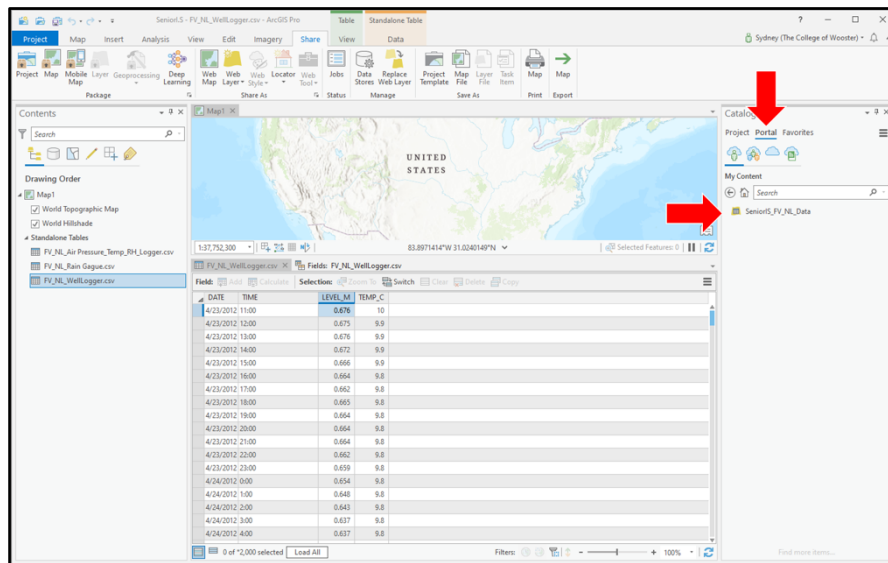 SeniorI.S - FV_NL_WellLogger.csv - ArcGIS Pro
Table
Standalone Table
?
Project
Map
Insert
Analysis
View
Edit
Imagery
Share
View
Data
Sydney (The College of Wooster)
Project
Map
Mobile Map
Layer
Geoprocessing
Deep Learning
Web Map
Web Layer
Web Style
Locator
Web Tool
Jobs
Data Stores
Replace Web Layer
Project Template
Map File
Layer File
Task Item
Map
Map
Package
Share As
Status
Manage
Save As
Print
Export
Contents
Search
Drawing Order
Map1
World Topographic Map
World Hillshade
Standalone Tables
FV_NL_Air Pressure_Temp_RH_Logger.csv
FV_NL_Rain Gague.csv
FV_NL_WellLogger.csv
Map1
UNITED
STATES
1:37,752,300
83.8971414°W 31.0240149°N
Selected Features: 0
FV_NL_WellLogger.csv
Fields: FV_NL_WellLogger.csv
Field: Add Calculate Selection: Zoom To Switch Clear Delete Copy
DATE TIME LEVEL_M TEMP_C
4/23/2012 11:00 0.676 10
4/23/2012 12:00 0.675 9.9
4/23/2012 13:00 0.676 9.9
4/23/2012 14:00 0.672 9.9
4/23/2012 15:00 0.666 9.9
4/23/2012 16:00 0.664 9.8
4/23/2012 17:00 0.662 9.8
4/23/2012 18:00 0.665 9.8
4/23/2012 19:00 0.664 9.8
4/23/2012 20:00 0.664 9.8
4/23/2012 21:00 0.664 9.8
4/23/2012 22:00 0.662 9.8
4/23/2012 23:00 0.659 9.8
4/24/2012 0:00 0.654 9.8
4/24/2012 1:00 0.648 9.8
4/24/2012 2:00 0.643 9.8
4/24/2012 3:00 0.637 9.8
4/24/2012 4:00 0.637 9.8
0 of *2,000 selected
Load All
Filters:
- + 100%
Catalog
Project
Portal
Favorites
My Content
Search
SeniorIS_FV_NL_Data
Find more items...